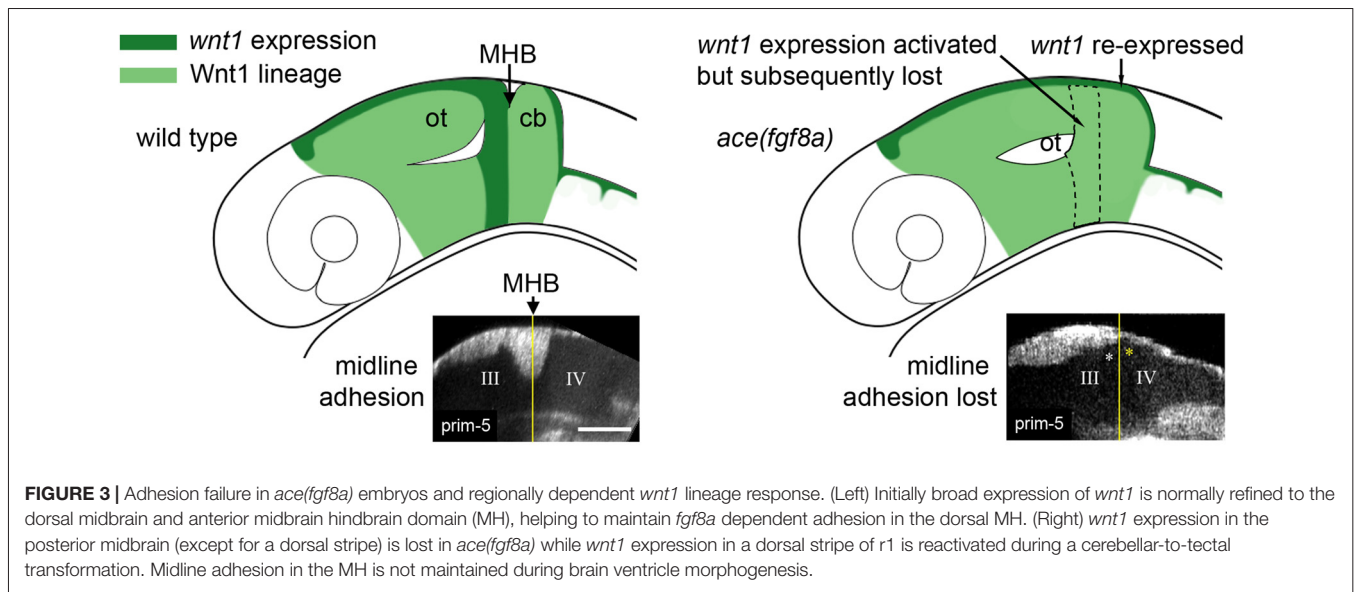 wnt1 expression
Wnt1 lineage
MHB
wild type
ot
cb
wnt1 expression activated
but subsequently lost
wnt1 re-expressed
ace(fgf8a)
ot
MHB
midline
adhesion
III
IV
prim-5
midline
adhesion lost
*
*
III
IV
prim-5
FIGURE 3 | Adhesion failure in ace(fgf8a) embryos and regionally dependent wnt1 lineage response. (Left) Initially broad expression of wnt1 is normally refined to the
dorsal midbrain and anterior midbrain hindbrain domain (MH), helping to maintain fgf8a dependent adhesion in the dorsal MH. (Right) wnt1 expression in the
posterior midbrain (except for a dorsal stripe) is lost in ace(fgf8a) while wnt1 expression in a dorsal stripe of r1 is reactivated during a cerebellar-to-tectal
transformation. Midline adhesion in the MH is not maintained during brain ventricle morphogenesis.